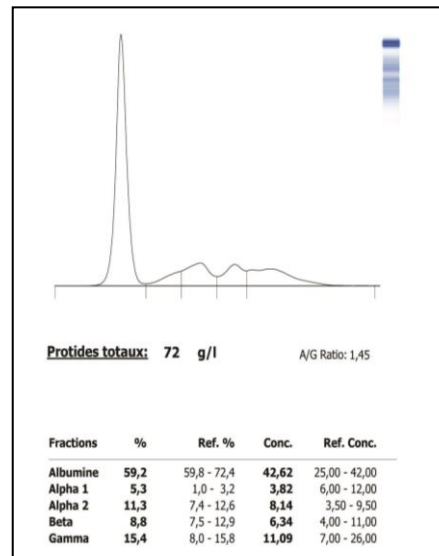 Protides totaux: 72 g/l A/G Ratio: 1,45
Fractions % Ref. % Conc. Ref. Conc.
Albumine 59,2 59,8 - 72,4 42,62 25,00 - 42,00
Alpha 1 5,3 1,0 - 3,2 3,82 6,00 - 12,00
Alpha 2 11,3 7,4 - 12,6 8,14 3,50 - 9,50
Beta 8,8 7,5 - 12,9 6,34 4,00 - 11,00
Gamma 15,4 8,0 - 15,8 11,09 7,00 - 26,00